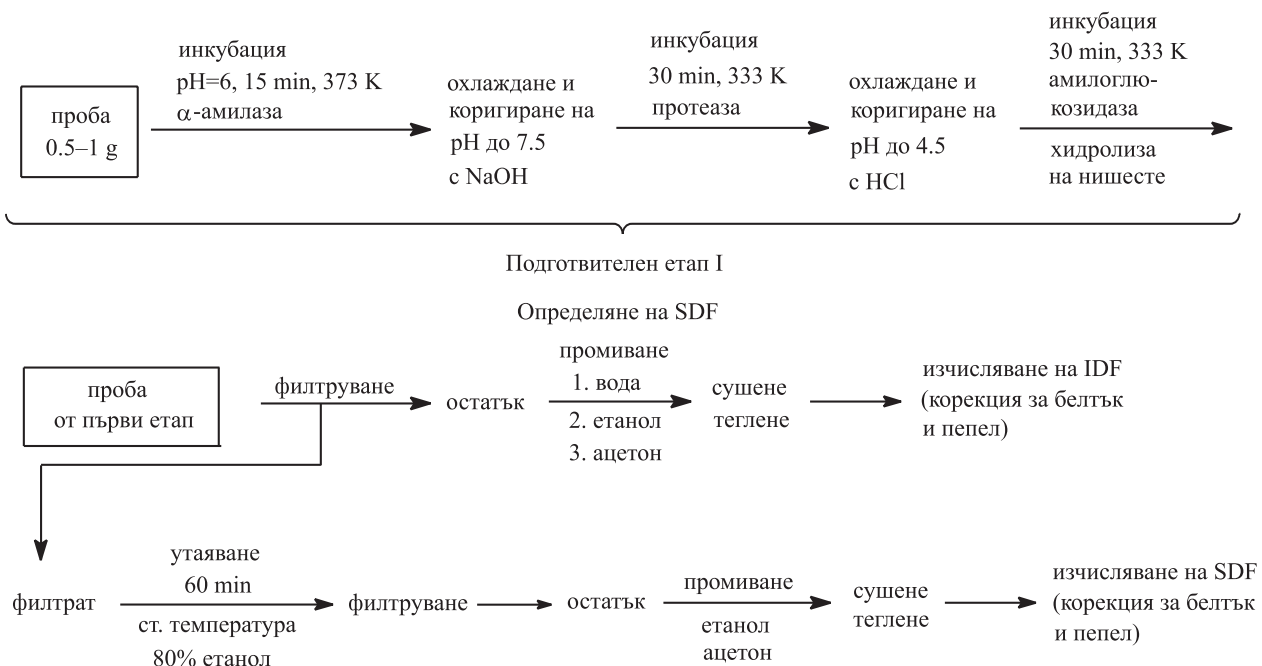 проба
0.5–1 g
инкубация
pH=6, 15 min, 373 K
α-амилаза
охлаждане и
коригиране на
pH до 7.5
с NaOH
инкубация
30 min, 333 K
протеаза
охлаждане и
коригиране на
pH до 4.5
с HCl
инкубация
30 min, 333 K
амилоглю-
козидаза
хидролиза
на нишесте
Подготвителен етап I
Определяне на SDF
проба
от първи етап
филтруване
остатък
промиване
1. вода
2. етанол
3. ацетон
сушене
теглене
изчисляване на IDF
(корекция за белтък
и пепел)
филтрат
утаяване
60 min
ст. температура
80% етанол
филтруване
остатък
промиване
етанол
ацетон
сушене
теглене
изчисляване на SDF
(корекция за белтък
и пепел)